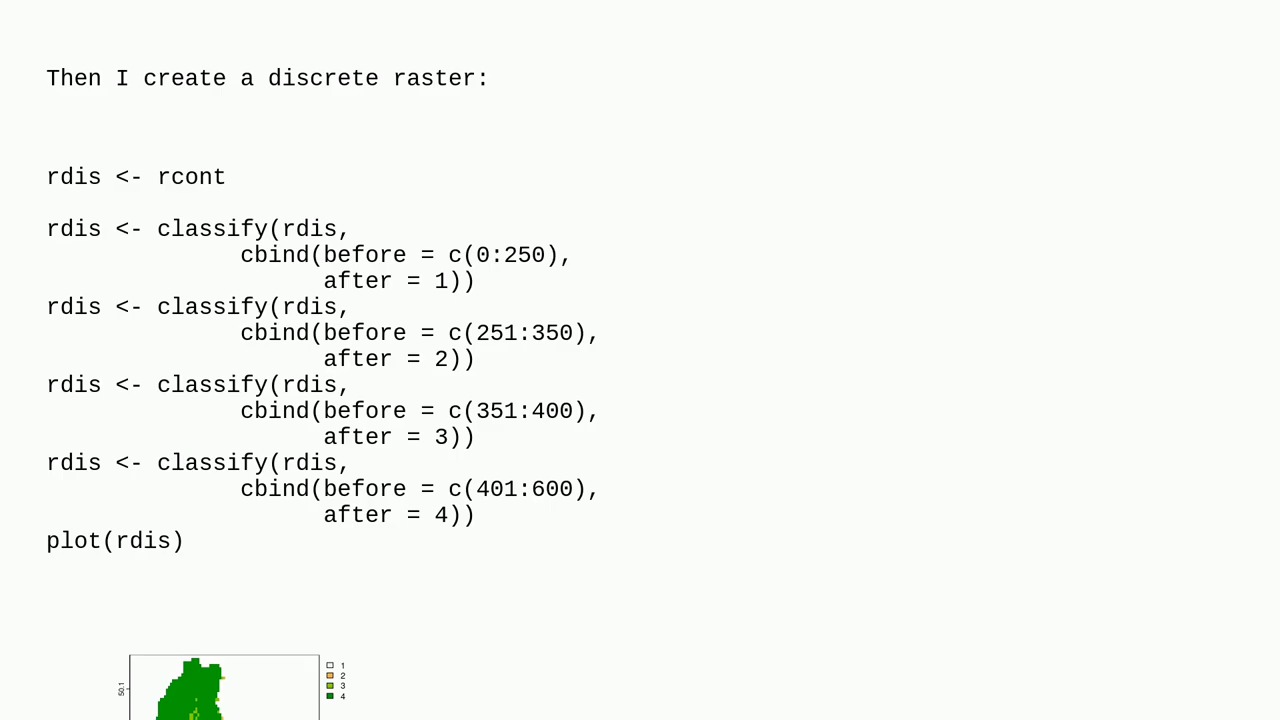 Then I create a discrete raster:
rdis <- rcont
rdis <- classify(rdis,
cbind(before = c(0:250),
after = 1))
rdis <- classify(rdis,
cbind(before = c(251:350),
after = 2))
rdis <- classify(rdis,
cbind(before = c(351:400),
after = 3))
rdis <- classify(rdis,
cbind(before = c(401:600),
after = 4))
plot(rdis)
1
2
3
4
50.1